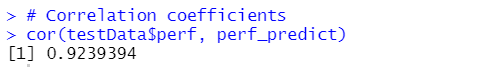 > # Correlation coefficients
> cor(testData$perf, perf_predict)
[1] 0.9239394